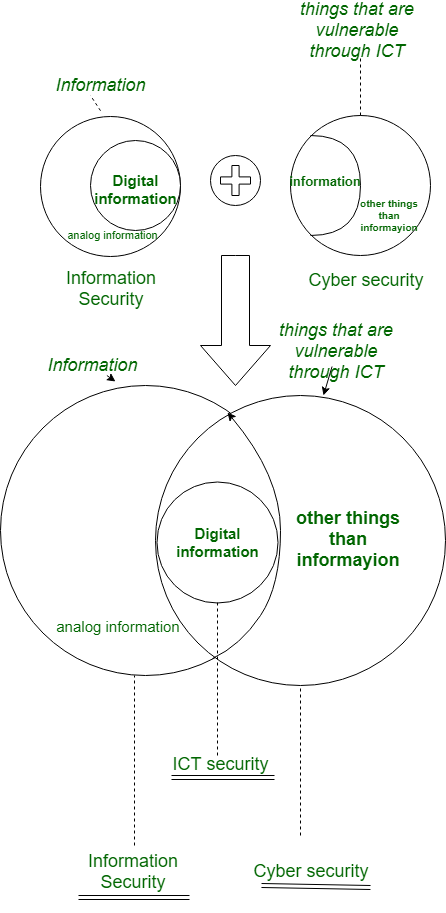 things that are
vulnerable
through ICT
Information
Digital
information
analog information
information
other things
than
informayion
Information
Security
Cyber security
things that are
vulnerable
through ICT
Information
other things
than
informayion
Digital
information
analog information
ICT security
Information
Security
Cyber security